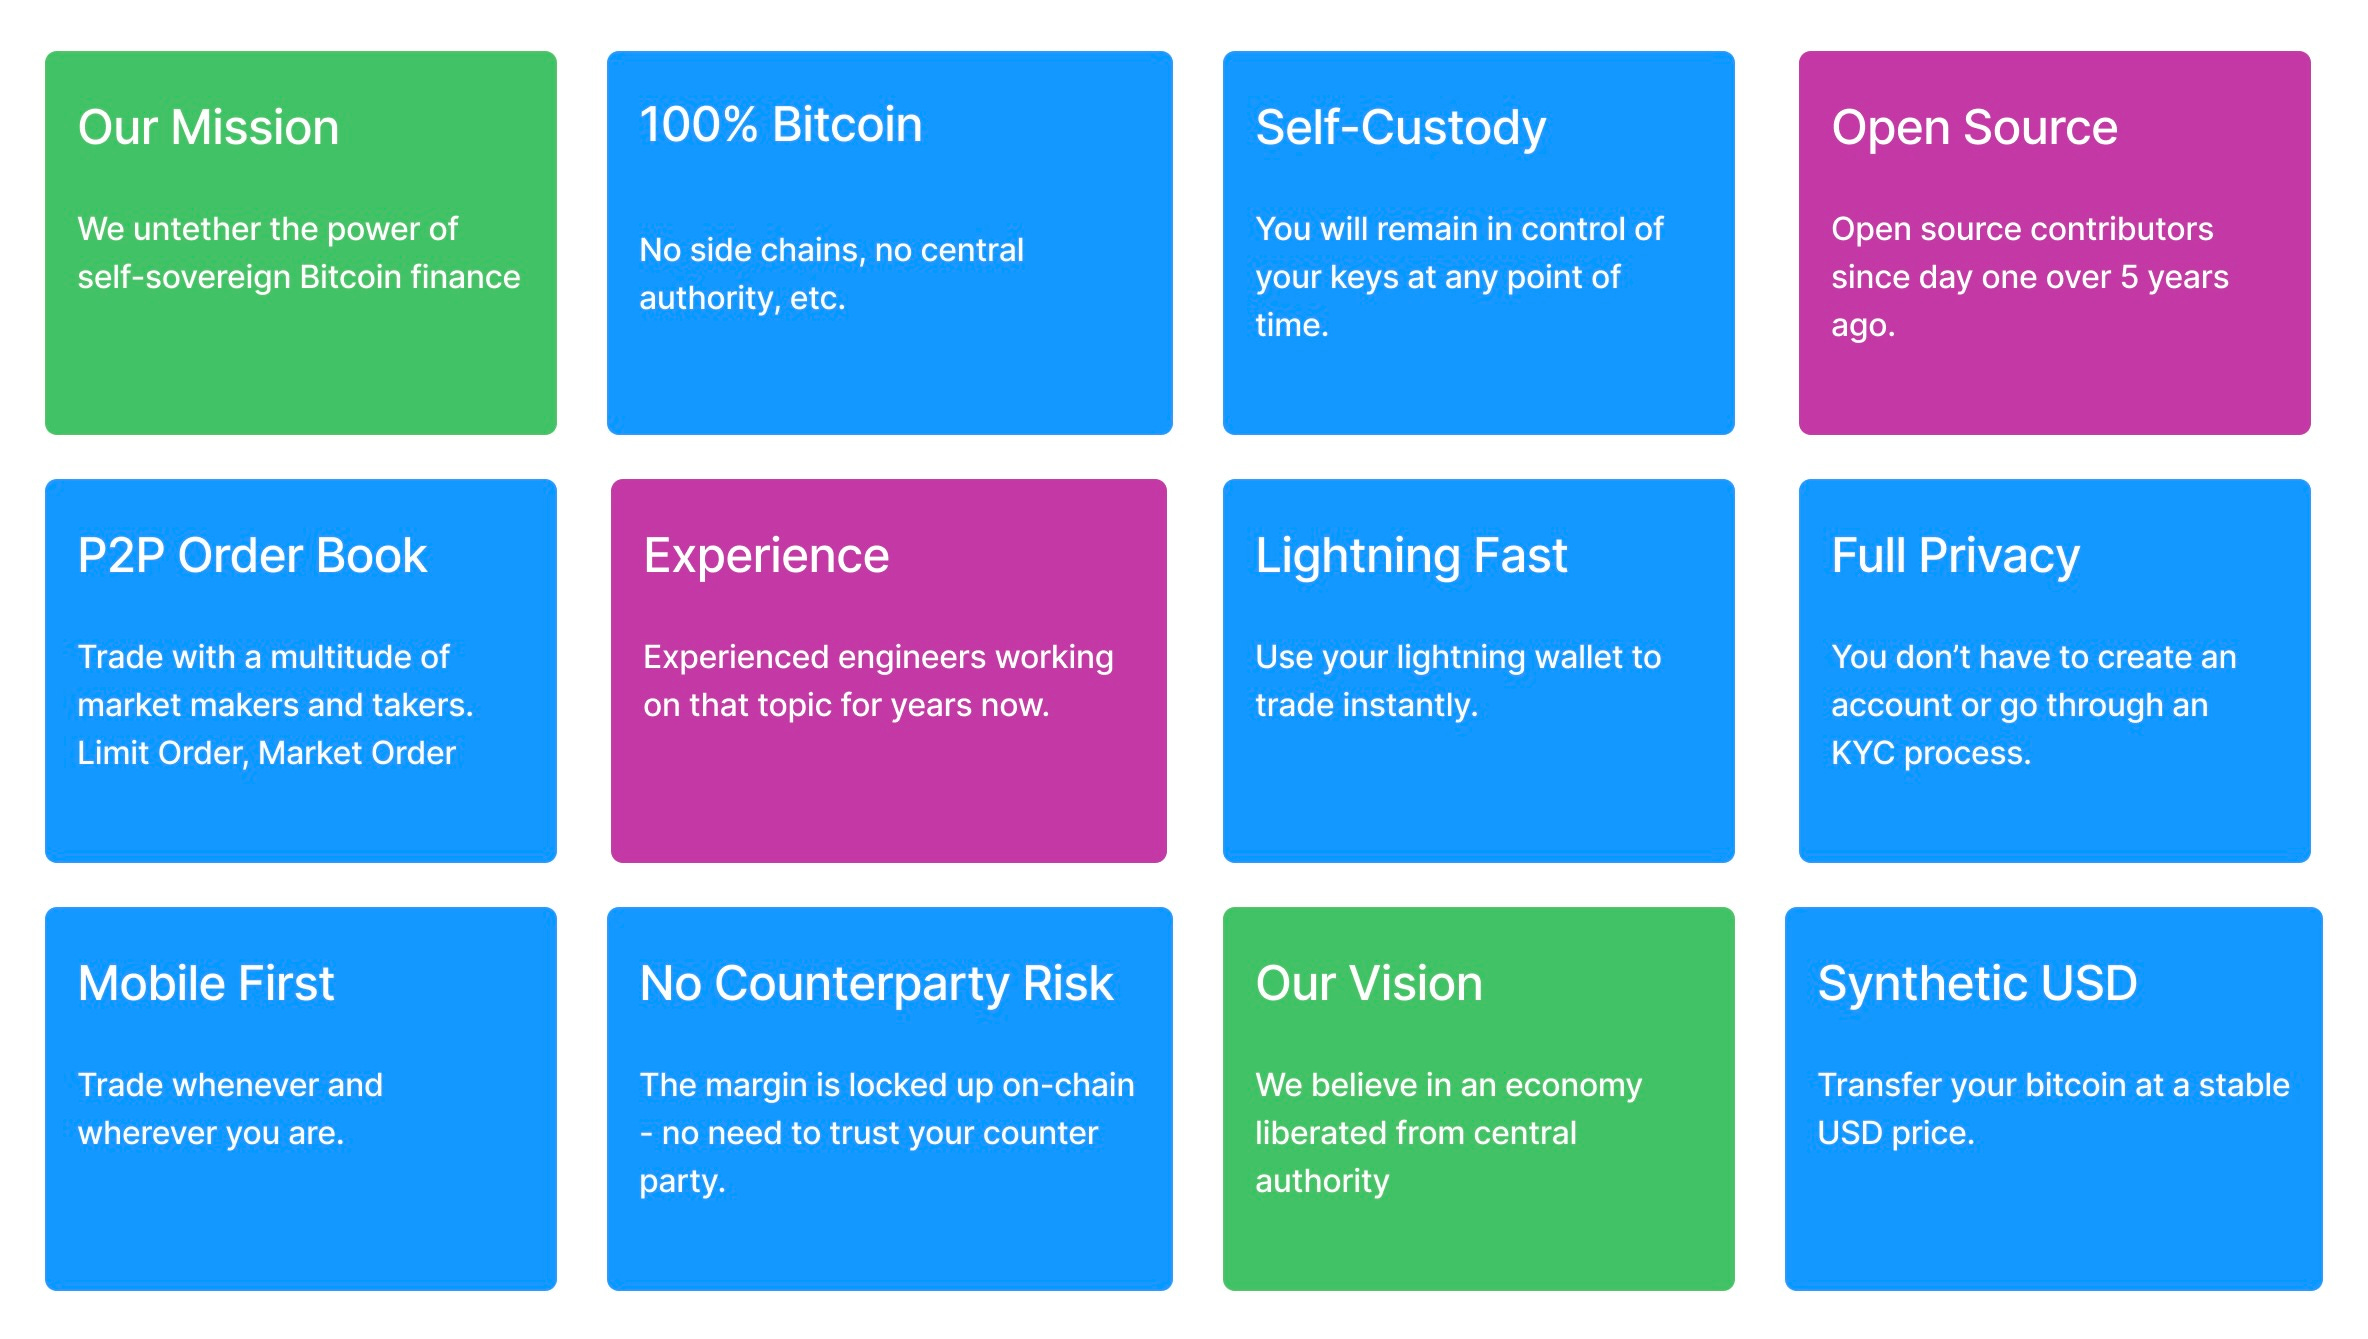 Our Mission
We untether the power of
self-sovereign Bitcoin finance
100% Bitcoin
No side chains, no central
authority, etc.
Self-Custody
You will remain in control of
your keys at any point of
time.
Open Source
Open source contributors
since day one over 5 years
ago.
P2P Order Book
Trade with a multitude of
market makers and takers.
Limit Order, Market Order
Experience
Experienced engineers working
on that topic for years now.
Lightning Fast
Use your lightning wallet to
trade instantly.
Full Privacy
You don’t have to create an
account or go through an
KYC process.
Mobile First
Trade whenever and
wherever you are.
No Counterparty Risk
The margin is locked up on-chain
- no need to trust your counter
party.
Our Vision
We believe in an economy
liberated from central
authority
Synthetic USD
Transfer your bitcoin at a stable
USD price.